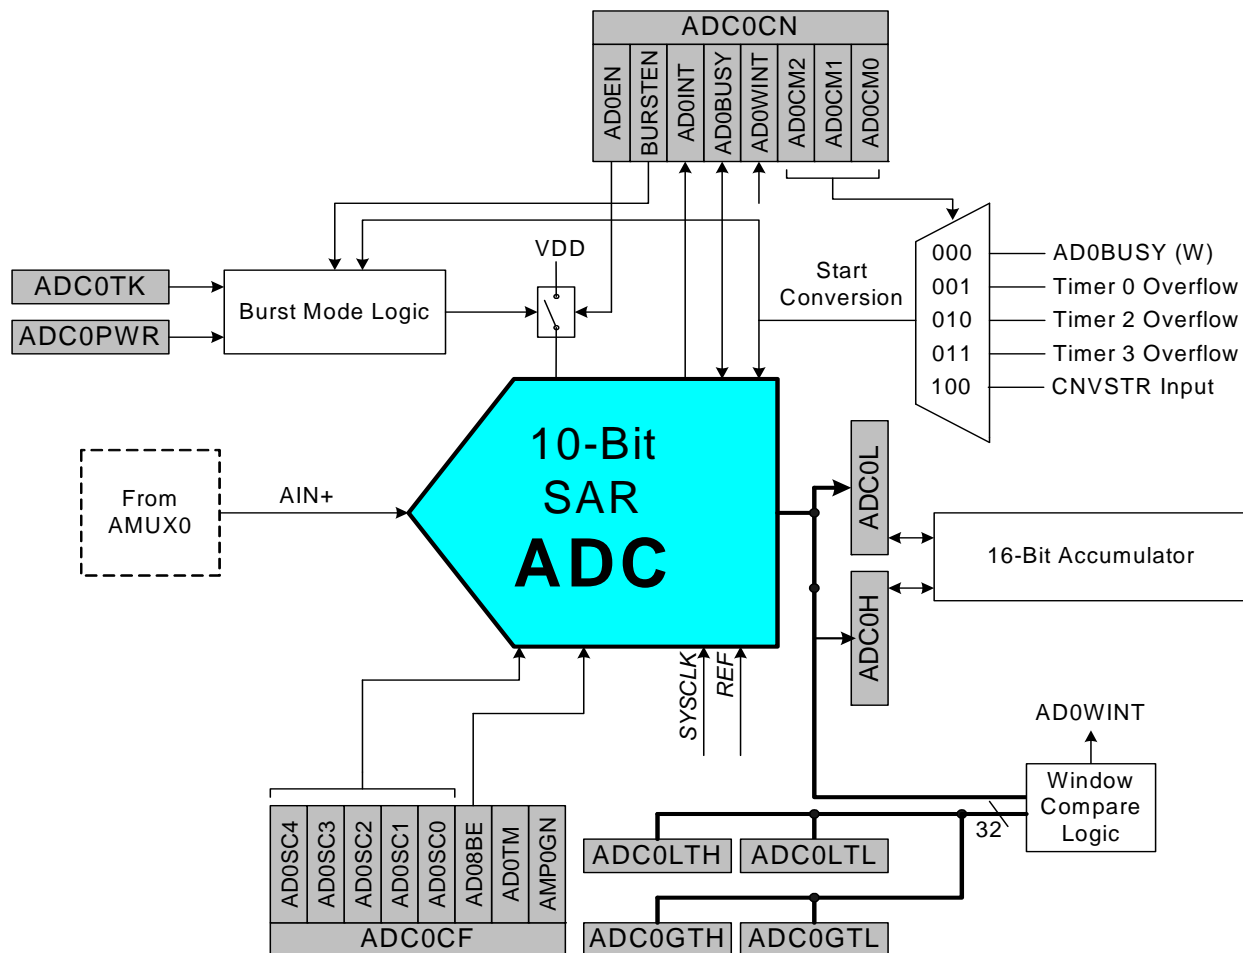 ADC0CN
AD0EN
BURSTEN
AD0INT
AD0BUSY
AD0WINT
AD0CM2
AD0CM1
AD0CM0
VDD
ADC0TK
ADC0PWR
Burst Mode Logic
Start
Conversion
000
001
010
011
100
AD0BUSY (W)
Timer 0 Overflow
Timer 2 Overflow
Timer 3 Overflow
CNVSTR Input
From
AMUX0
AIN+
10-Bit
SAR
ADC
ADC0L
ADC0H
16-Bit Accumulator
SYSCLK
REF
AD0WINT
Window
Compare
Logic
32
ADC0LTH
ADC0LTL
ADC0GTH
ADC0GTL
AD0SC4
AD0SC3
AD0SC2
AD0SC1
AD0SC0
AD08BE
AD0TM
AMP0GN
ADC0CF